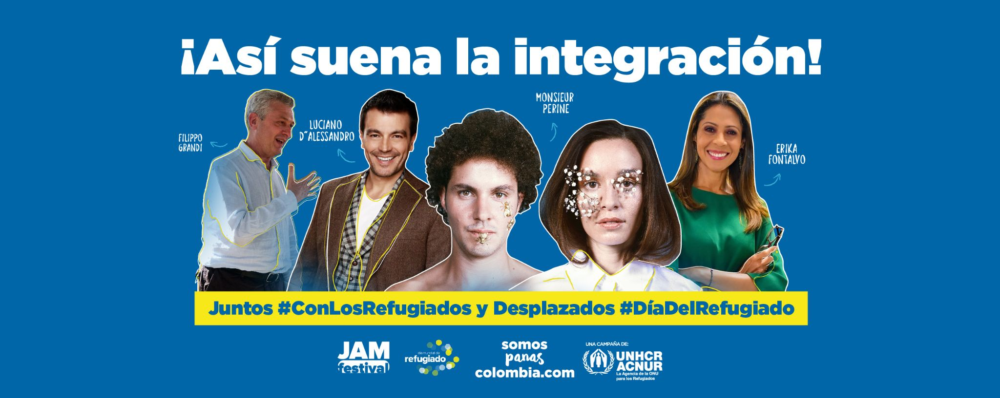 ¡Así suena la integración!
FILIPPO
GRANDI
LUCIANO
D"ALESSANDRO
MONSIEUR
PERINE
ERIKA
FONTALVO
Juntos #ConLosRefugiados y Desplazados #DíaDelRefugiado
JAM
festival
día mundial de
refugiado
somos
panas
colombia.com
UNA CAMPAÑA DE:
UNHCR
ACNUR
La Agencia de la ONU
para los Refugiados